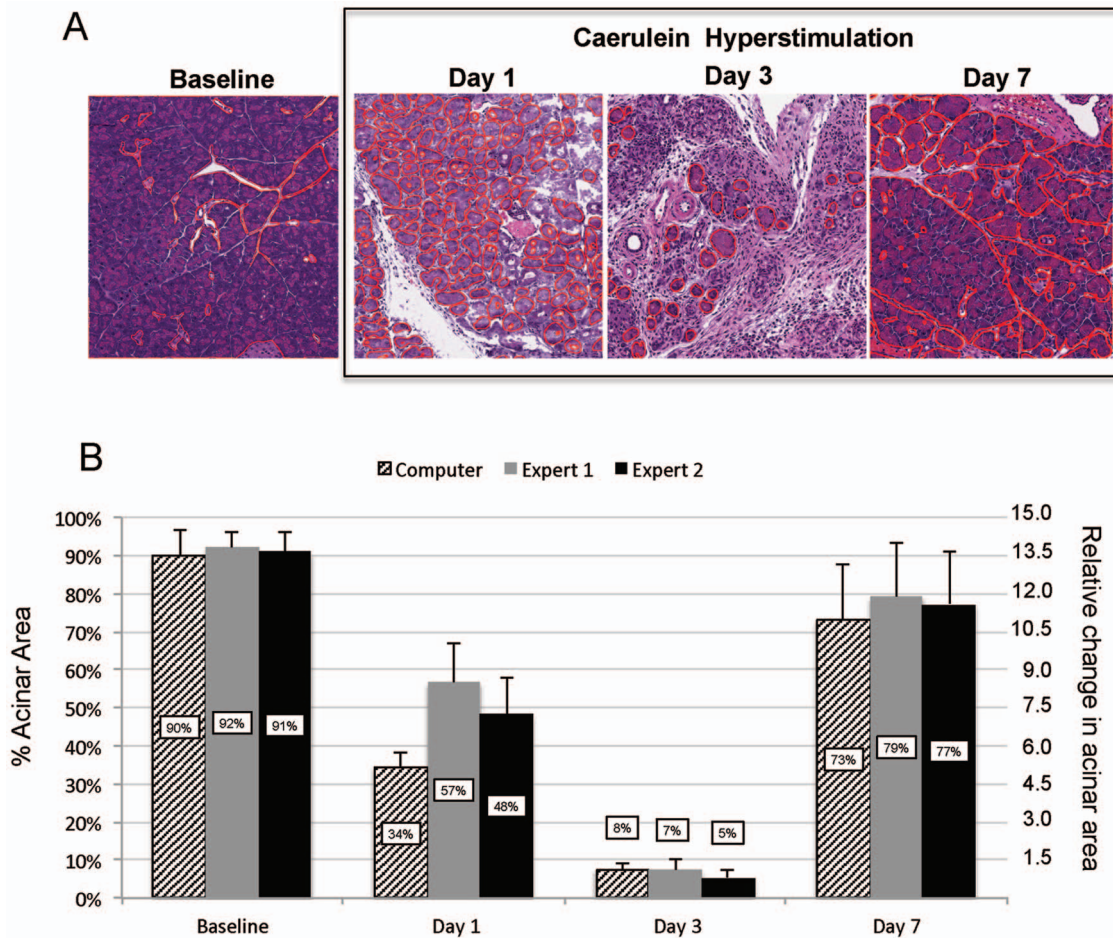 A
Caerulein Hyperstimulation
Baseline
Day 1
Day 3
Day 7
B
Computer Expert 1 Expert 2
% Acinar Area
100%
90%
80%
70%
60%
50%
40%
30%
20%
10%
0%
90%
92%
91%
34%
57%
48%
8%
7%
5%
73%
79%
77%
15.0
13.5
12.0
10.5
9.0
7.5
6.0
4.5
3.0
1.5
Relative change in acinar area
Baseline
Day 1
Day 3
Day 7